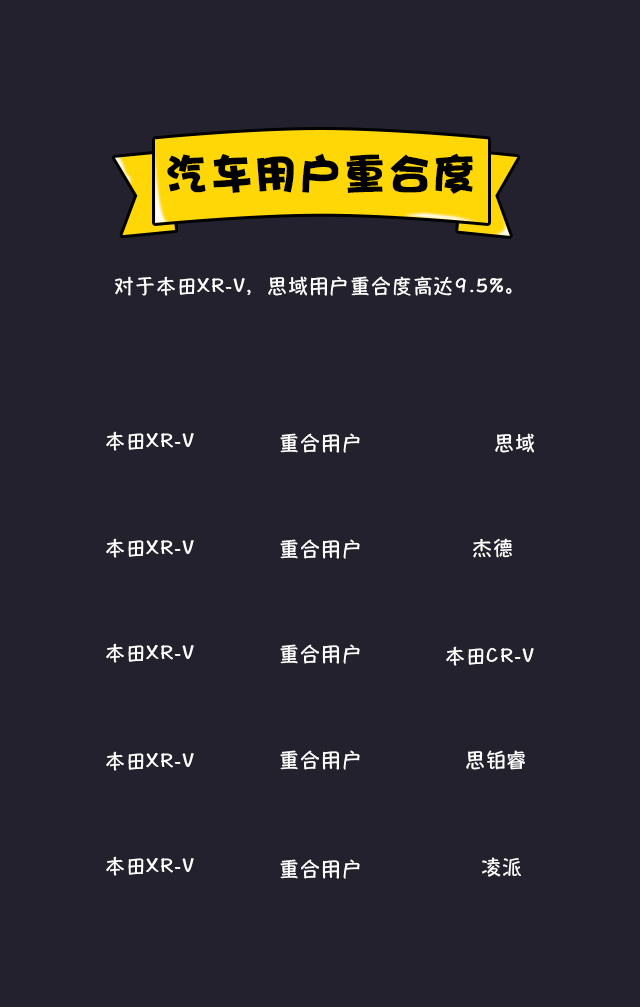 汽车用户重合度
对于本田XR-V，思域用户重合度高达9.5%。
本田XR-V 重合用户 思域
本田XR-V 重合用户 杰德
本田XR-V 重合用户 本田CR-V
本田XR-V 重合用户 思铂睿
本田XR-V 重合用户 凌派